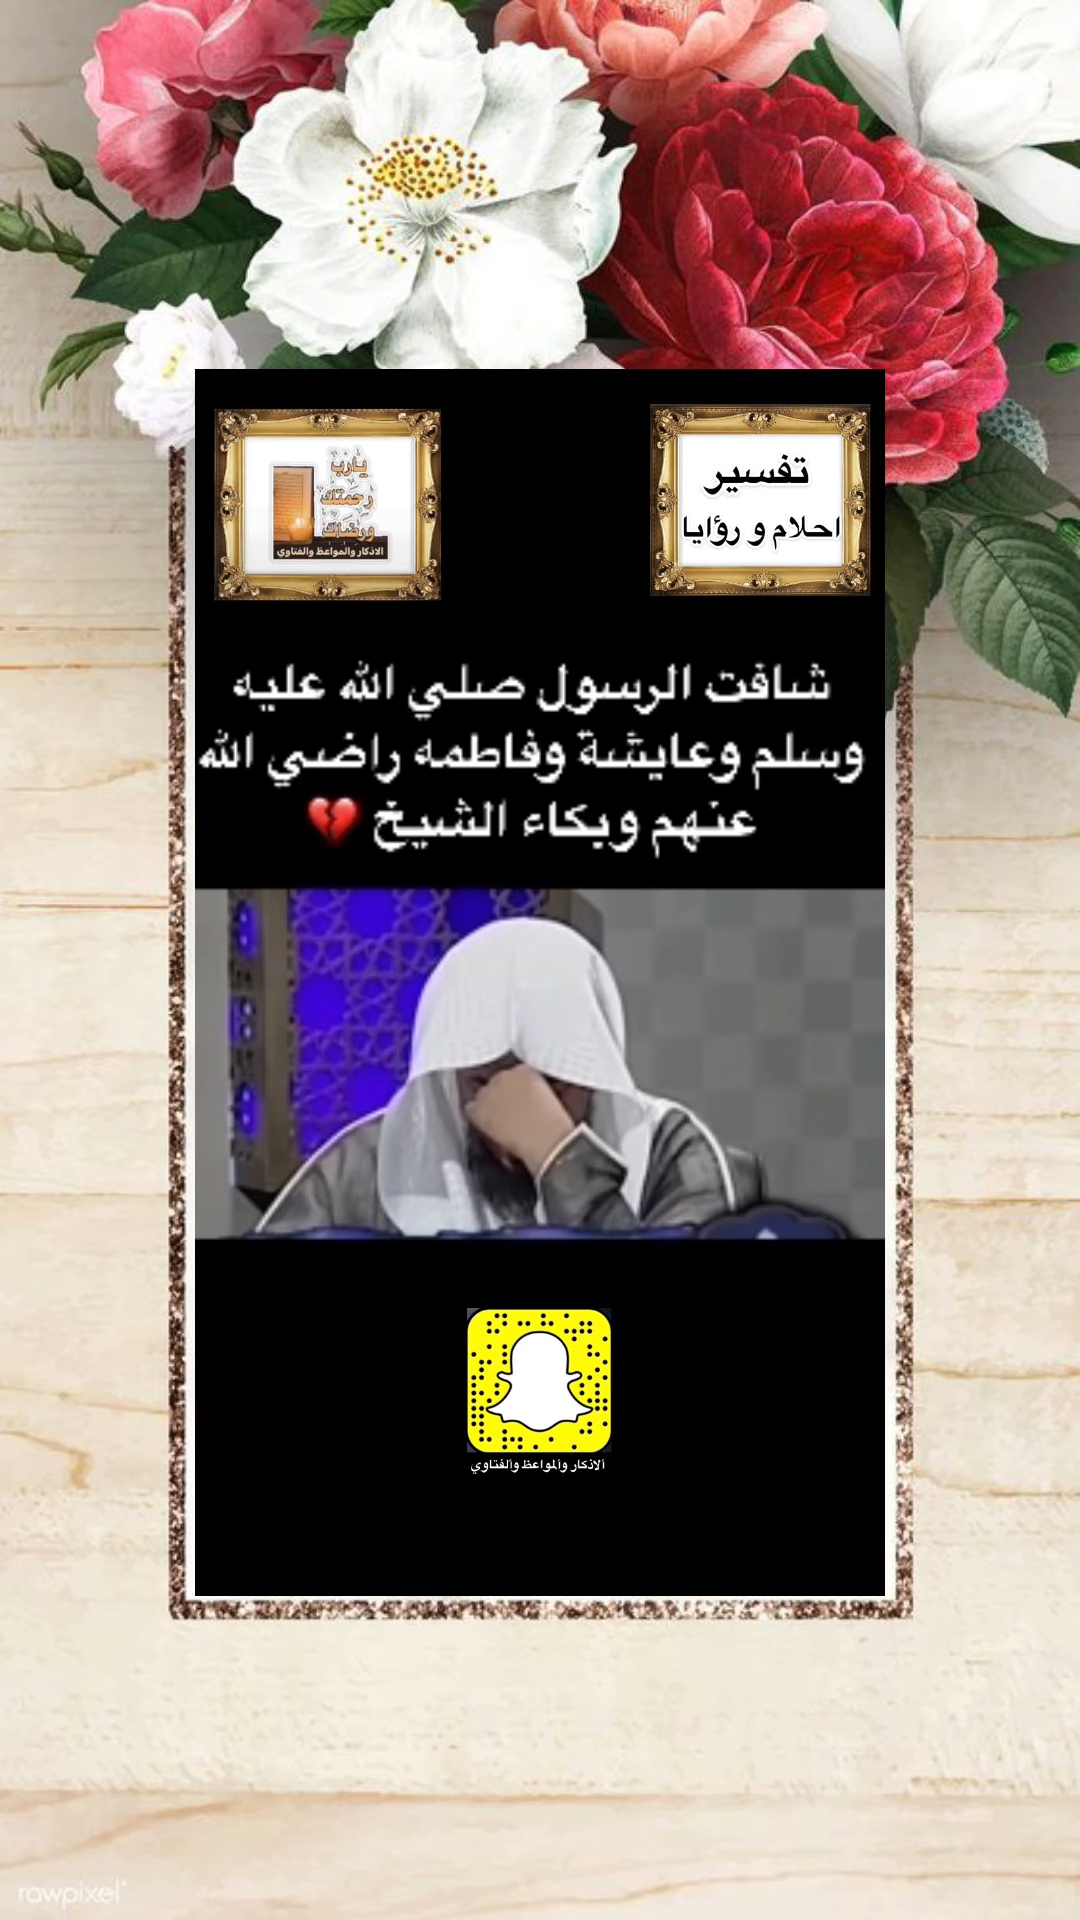 يارب
رحمتك
ورضاك
الاذكار والمواعظ والفتاوي
تفسير
احلام و رؤايا
شافت الرسول صلي الله عليه
وسلم وعايشة وفاطمه راضي الله
عنهم وبكاء الشيخ 💔
الاذكار والمواعظ والفتاوي
rawpixel